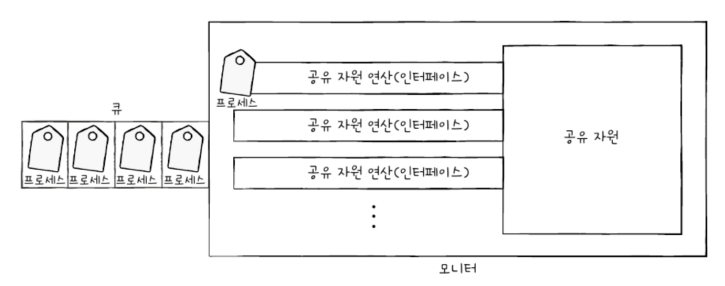 공유 자원 연산(인터페이스)
프로세스
큐
공유 자원 연산(인터페이스)
공유 자원
프로세스 프로세스 프로세스 프로세스
공유 자원 연산(인터페이스)
모니터